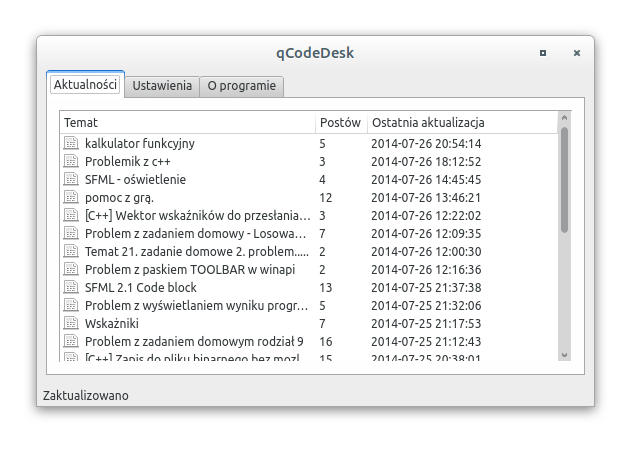 qCodeDesk
Aktualności Ustawienia O programie
Temat Postów Ostatnia aktualizacja
kalkulator funkcyjny 5 2014-07-26 20:54:14
Problemik z c++ 3 2014-07-26 18:12:52
SFML - oświetlenie 4 2014-07-26 14:45:45
pomoc z grą. 12 2014-07-26 13:46:21
[C++] Wektor wskaźników do przesłania... 3 2014-07-26 12:22:02
Problem z zadaniem domowy - Losowa... 7 2014-07-26 12:09:35
Temat 21. zadanie domowe 2. problem..... 2 2014-07-26 12:00:30
Problem z paskiem TOOLBAR w winapi 2 2014-07-26 12:16:36
SFML 2.1 Code block 13 2014-07-25 21:37:38
Problem z wyświetlaniem wyniku progr... 5 2014-07-25 21:32:06
Wskaźniki 7 2014-07-25 21:17:53
Problem z zadaniem domowym rodział 9 16 2014-07-25 21:12:43
[C++] Zapis do pliku binarnego bez mozl... 15 2014-07-25 20:38:01
Zaktualizowano